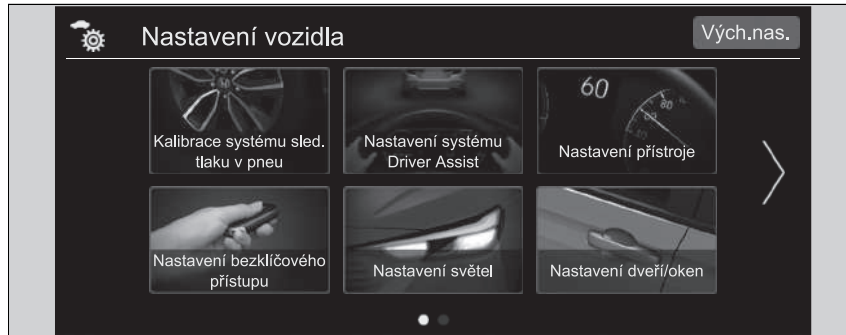 Nastavení vozidla
Vých.nas.
Kalibrace systému sled.
tlaku v pneu
Nastavení systému
Driver Assist
60
80
Nastavení přístroje
Nastavení bezklíčového
přístupu
Nastavení světel
Nastavení dveří/oken